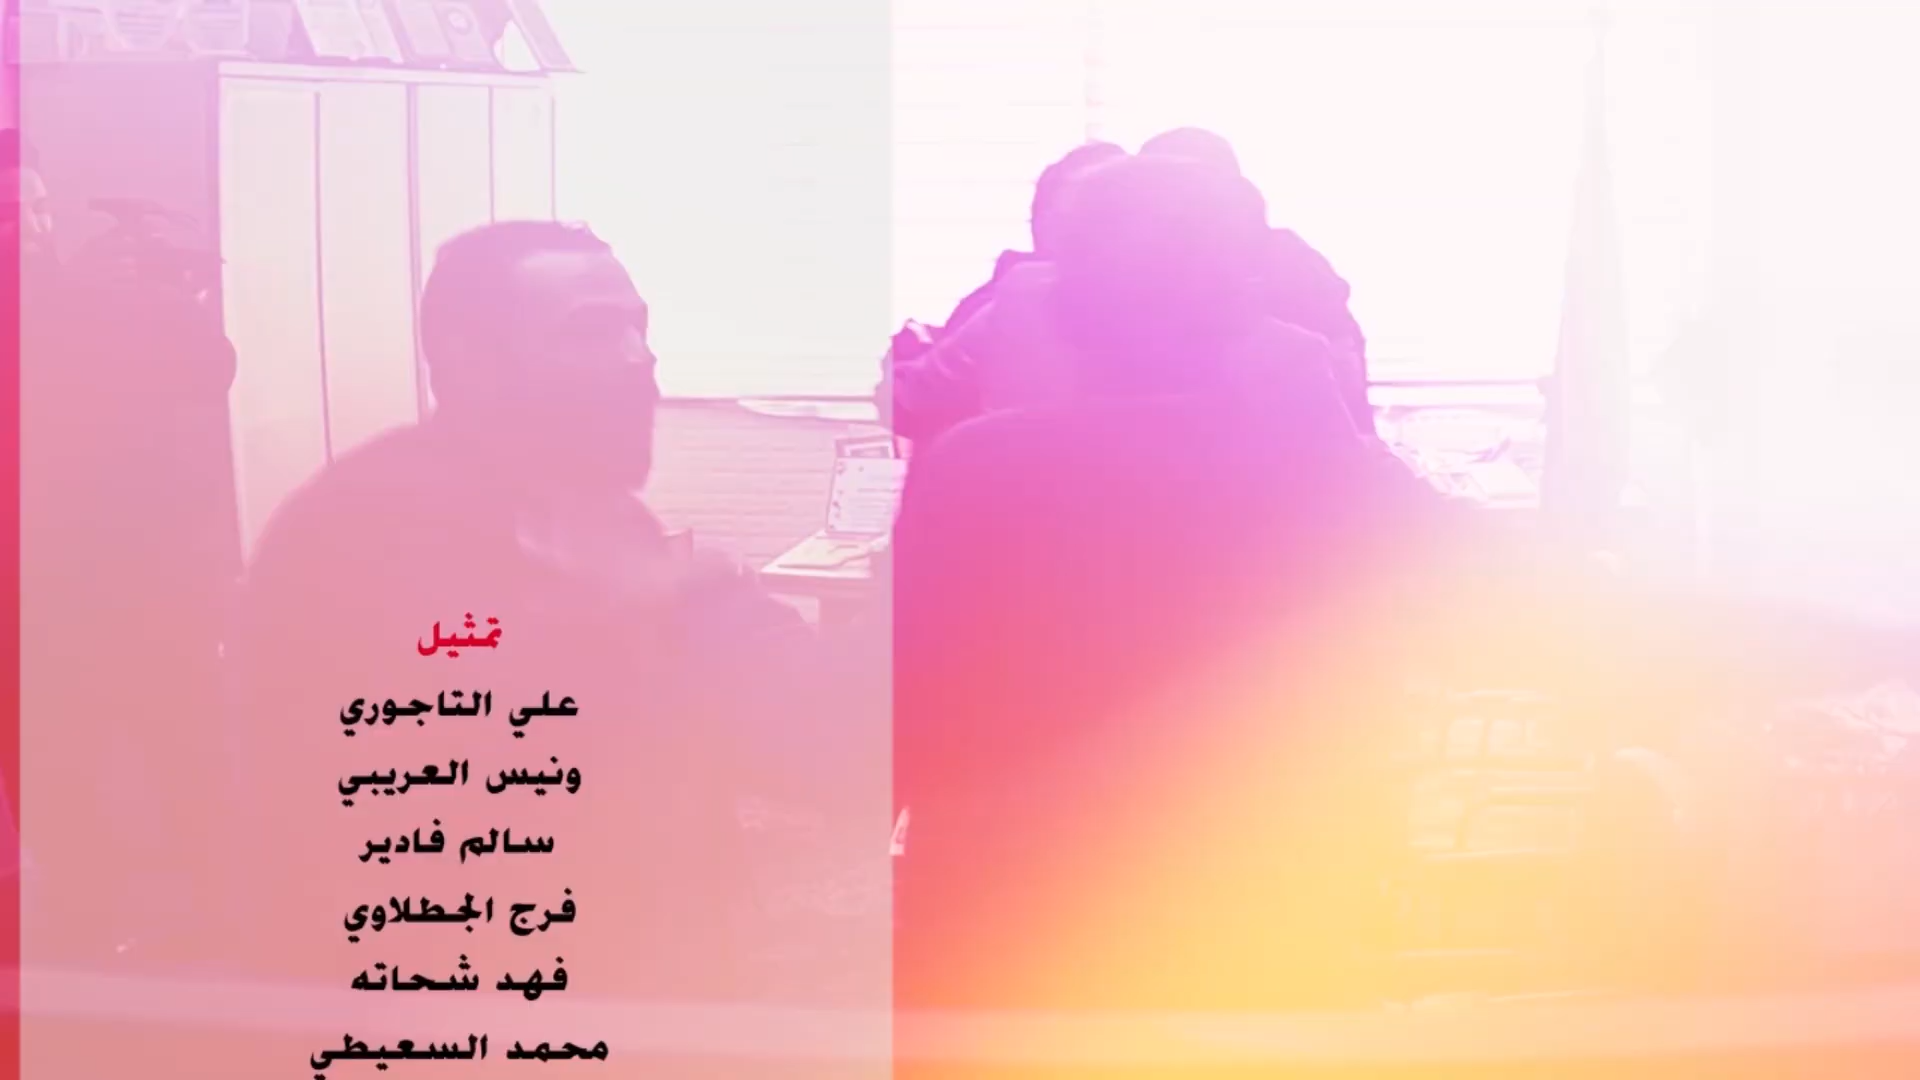 تمثيل
علي التاجوري
ونيس العريبي
سالم فادير
فرج الجطلاوي
فهد شحاته
محمد السعيطي